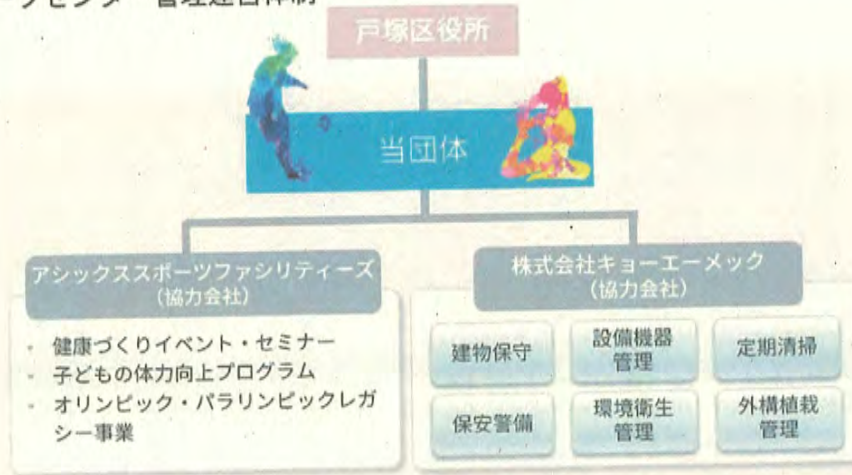 管理運営体制
戸塚区役所
当団体
アシックススポーツファシリティーズ
(協力会社)
- 健康づくりイベント・セミナー
- 子どもの体力向上プログラム
- オリンピック・パラリンピックレガ
シー事業
株式会社キョーエーメック
(協力会社)
建物保守
設備機器
管理
定期清掃
保安警備
環境衛生
管理
外構植栽
管理